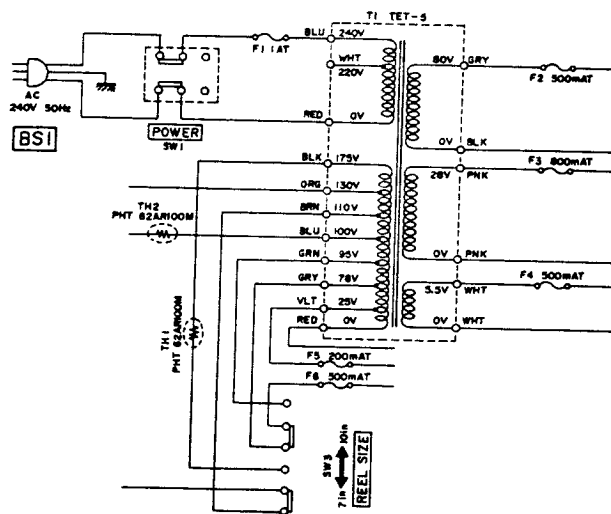 T1 TET-5
BLU 240V
F1 1AT
WHT
220V
80V GRY
F2 500mAT
AC
240V 50Hz
BS1
POWER
SW1
RED 0V
0V BLK
F3 800mAT
BLK 175V
28V PNK
ORG 130V
TH2
PHT 62AR100M
BRN 110V
BLU 100V
GRN 95V
0V PNK
F4 500mAT
GRY 78V
5.5V WHT
VLT 25V
RED 0V
0V WHT
TH1
PHT 62AR100M
F5 200mAT
F6 500mAT
SW3
7in 10in
REEL SIZE